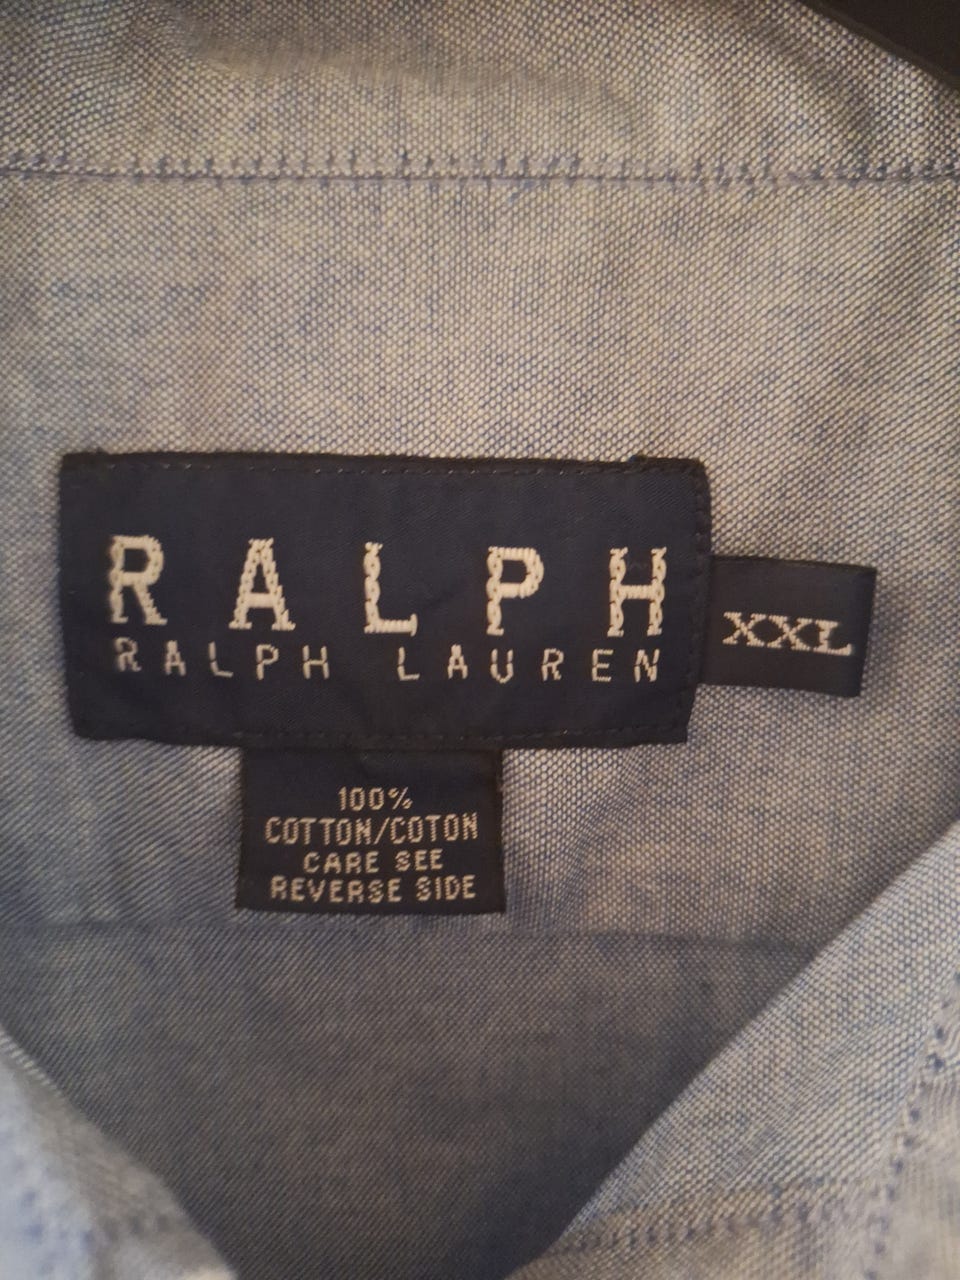 RALPH
RALPH LAUREN
XXL
100%
COTTON/COTON
CARE SEE
REVERSE SIDE